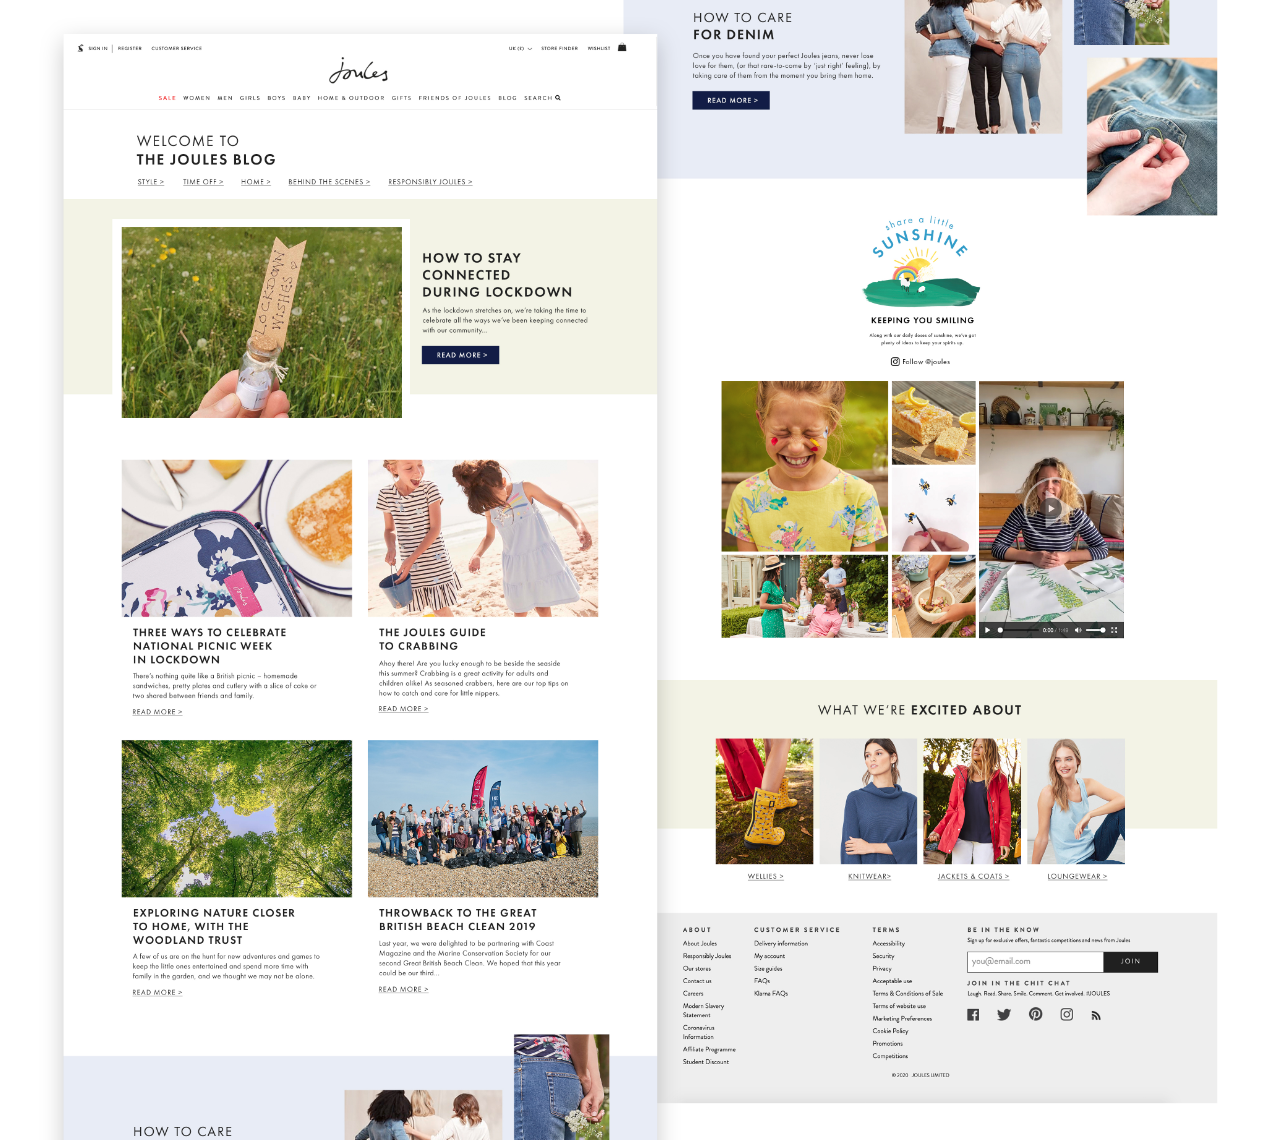 SIGN IN
REGISTER
CUSTOMER SERVICE
UK (£)
STORE FINDER
WISHLIST
Joules
SALE WOMEN MEN GIRLS BOYS BABY HOME & OUTDOOR GIFTS FRIENDS OF JOULES BLOG SEARCH
WELCOME TO
THE JOULES BLOG
STYLE > TIME OFF > HOME > BEHIND THE SCENES > RESPONSIBLY JOULES >
LOCKDOWN
WISHES
HOW TO STAY
CONNECTED
DURING LOCKDOWN
As the lockdown stretches on, we're taking the time to
celebrate all the ways we've been keeping connected
with our community...
READ MORE >
Joules
THREE WAYS TO CELEBRATE
NATIONAL PICNIC WEEK
IN LOCKDOWN
There's nothing quite like a British picnic – homemade
sandwiches, pretty plates and cutlery with a slice of cake or
two shared between friends and family.
READ MORE >
THE JOULES GUIDE
TO CRABBING
Ahoy there! Are you lucky enough to be beside the seaside
this summer? Crabbing is a great activity for adults and
children alike! As seasoned crabbers, here are our top tips on
how to catch and care for little nippers.
READ MORE >
EXPLORING NATURE CLOSER
TO HOME, WITH THE
WOODLAND TRUST
A few of us are on the hunt for new adventures and games to
keep the little ones entertained and spend more time with
family in the garden, and we thought we may not be alone.
READ MORE >
THROWBACK TO THE GREAT
BRITISH BEACH CLEAN 2019
Last year, we were delighted to be partnering with Coast
Magazine and the Marine Conservation Society for our
second Great British Beach Clean. We hoped that this year
could be our third...
READ MORE >
HOW TO CARE
HOW TO CARE
FOR DENIM
Once you have found your perfect Joules jeans, never lose
love for them, (or that rare-to-come by 'just right' feeling), by
taking care of them from the moment you bring them home.
READ MORE >
share a little
SUNSHINE
KEEPING YOU SMILING
Along with our daily doses of sunshine, we've got
plenty of ideas to keep your spirits up.
Follow @joules
0:00
WHAT WE'RE EXCITED ABOUT
WELLIES >
KNITWEAR>
JACKETS & COATS >
LOUNGEWEAR >
ABOUT
About Joules
Responsibly Joules
Our stores
Contact us
Careers
Modern Slavery
Statement
Coronavirus
Information
Affiliate Programme
Student Discount
CUSTOMER SERVICE
Delivery information
My account
Size guides
FAQs
Klarna FAQs
TERMS
Accessibility
Security
Privacy
Acceptable use
Terms & Conditions of Sale
Terms of website use
Marketing Preferences
Cookie Policy
Promotions
Competitions
BE IN THE KNOW
Sign up for exclusive offers, fantastic competitions and news from Joules
you@email.com
JOIN
JOIN IN THE CHIT CHAT
Laugh. Read. Share. Smile. Comment. Get involved. #JOULES
© 2020 JOULES LIMITED